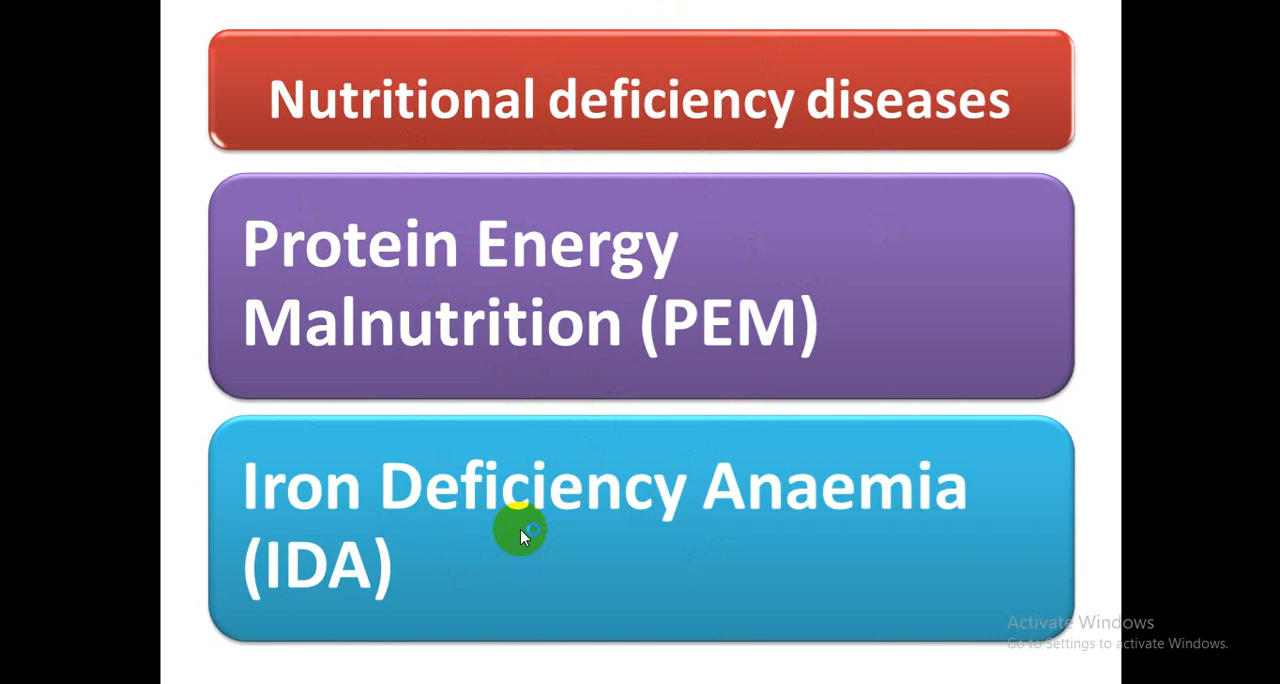 Nutritional deficiency diseases
Protein Energy
Malnutrition (PEM)
Iron Deficiency Anaemia
(IDA)
Activate Windows
Go to Settings to activate Windows.